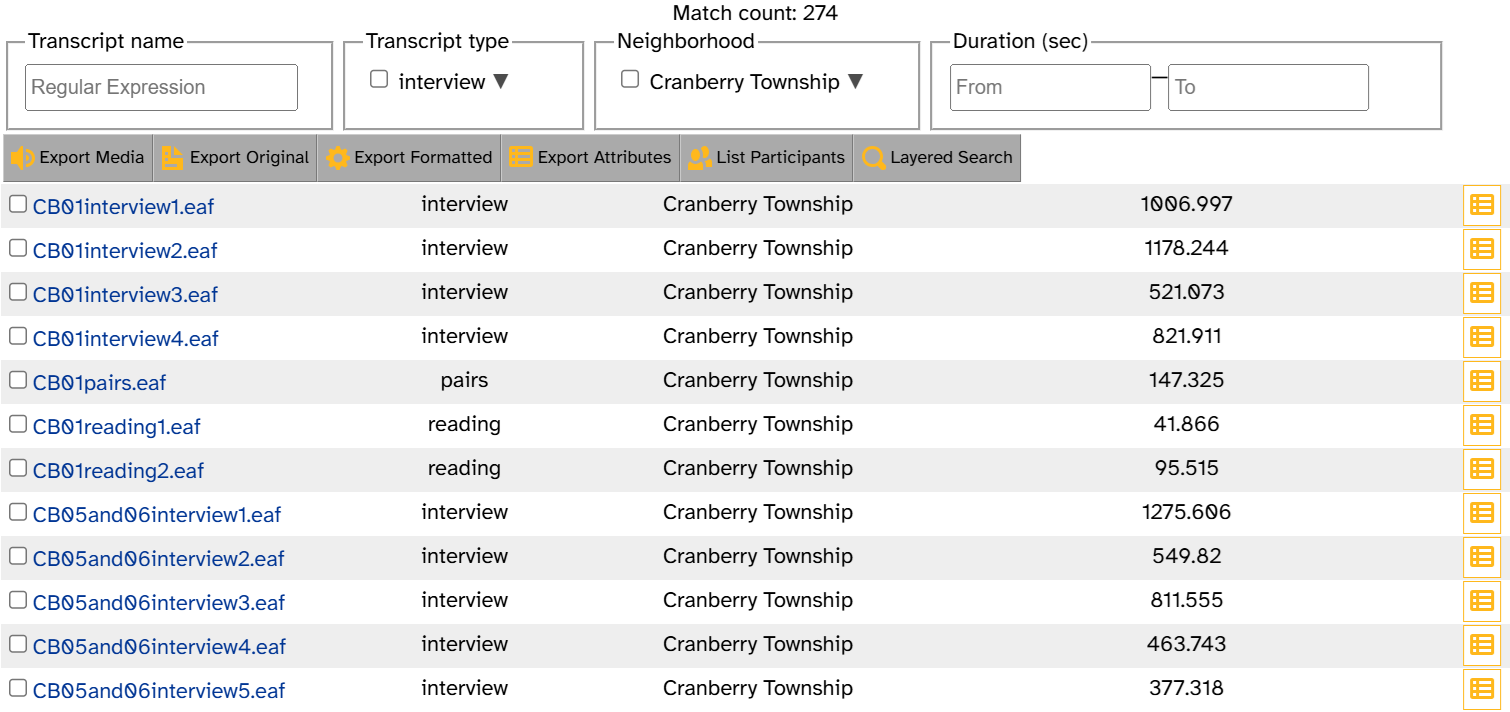 Match count: 274
Transcript name Transcript type Neighborhood Duration (sec)
Regular Expression interview ▼ Cranberry Township ▼ From — To
Export Media Export Original Export Formatted Export Attributes List Participants Layered Search
CB01interview1.eaf interview Cranberry Township 1006.997
CB01interview2.eaf interview Cranberry Township 1178.244
CB01interview3.eaf interview Cranberry Township 521.073
CB01interview4.eaf interview Cranberry Township 821.911
CB01pairs.eaf pairs Cranberry Township 147.325
CB01reading1.eaf reading Cranberry Township 41.866
CB01reading2.eaf reading Cranberry Township 95.515
CB05and06interview1.eaf interview Cranberry Township 1275.606
CB05and06interview2.eaf interview Cranberry Township 549.82
CB05and06interview3.eaf interview Cranberry Township 811.555
CB05and06interview4.eaf interview Cranberry Township 463.743
CB05and06interview5.eaf interview Cranberry Township 377.318